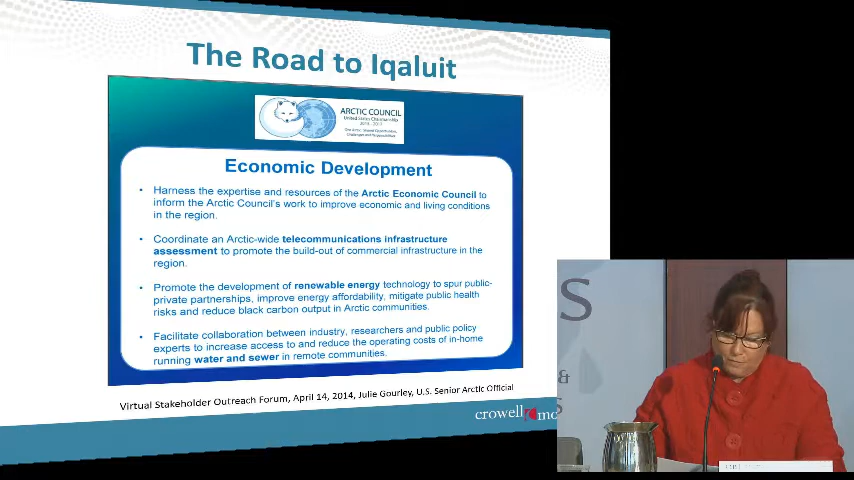 The Road to Iqaluit
ARCTIC COUNCIL
United States Chairmanship
Economic Development
• Harness the expertise and resources of the Arctic Economic Council to
inform the Arctic Council's work to improve economic and living conditions
in the region.
• Coordinate an Arctic-wide telecommunications infrastructure
assessment to promote the build-out of commercial infrastructure in the
region.
• Promote the development of renewable energy technology to spur public-
private partnerships, improve energy affordability, mitigate public health
risks and reduce black carbon output in Arctic communities.
• Facilitate collaboration between industry, researchers and public policy
experts to increase access to and reduce the operating costs of in-home
running water and sewer in remote communities.
Virtual Stakeholder Outreach Forum, April 14, 2014, Julie Gourley, U.S. Senior Arctic Official
crowell mo
S
&
S